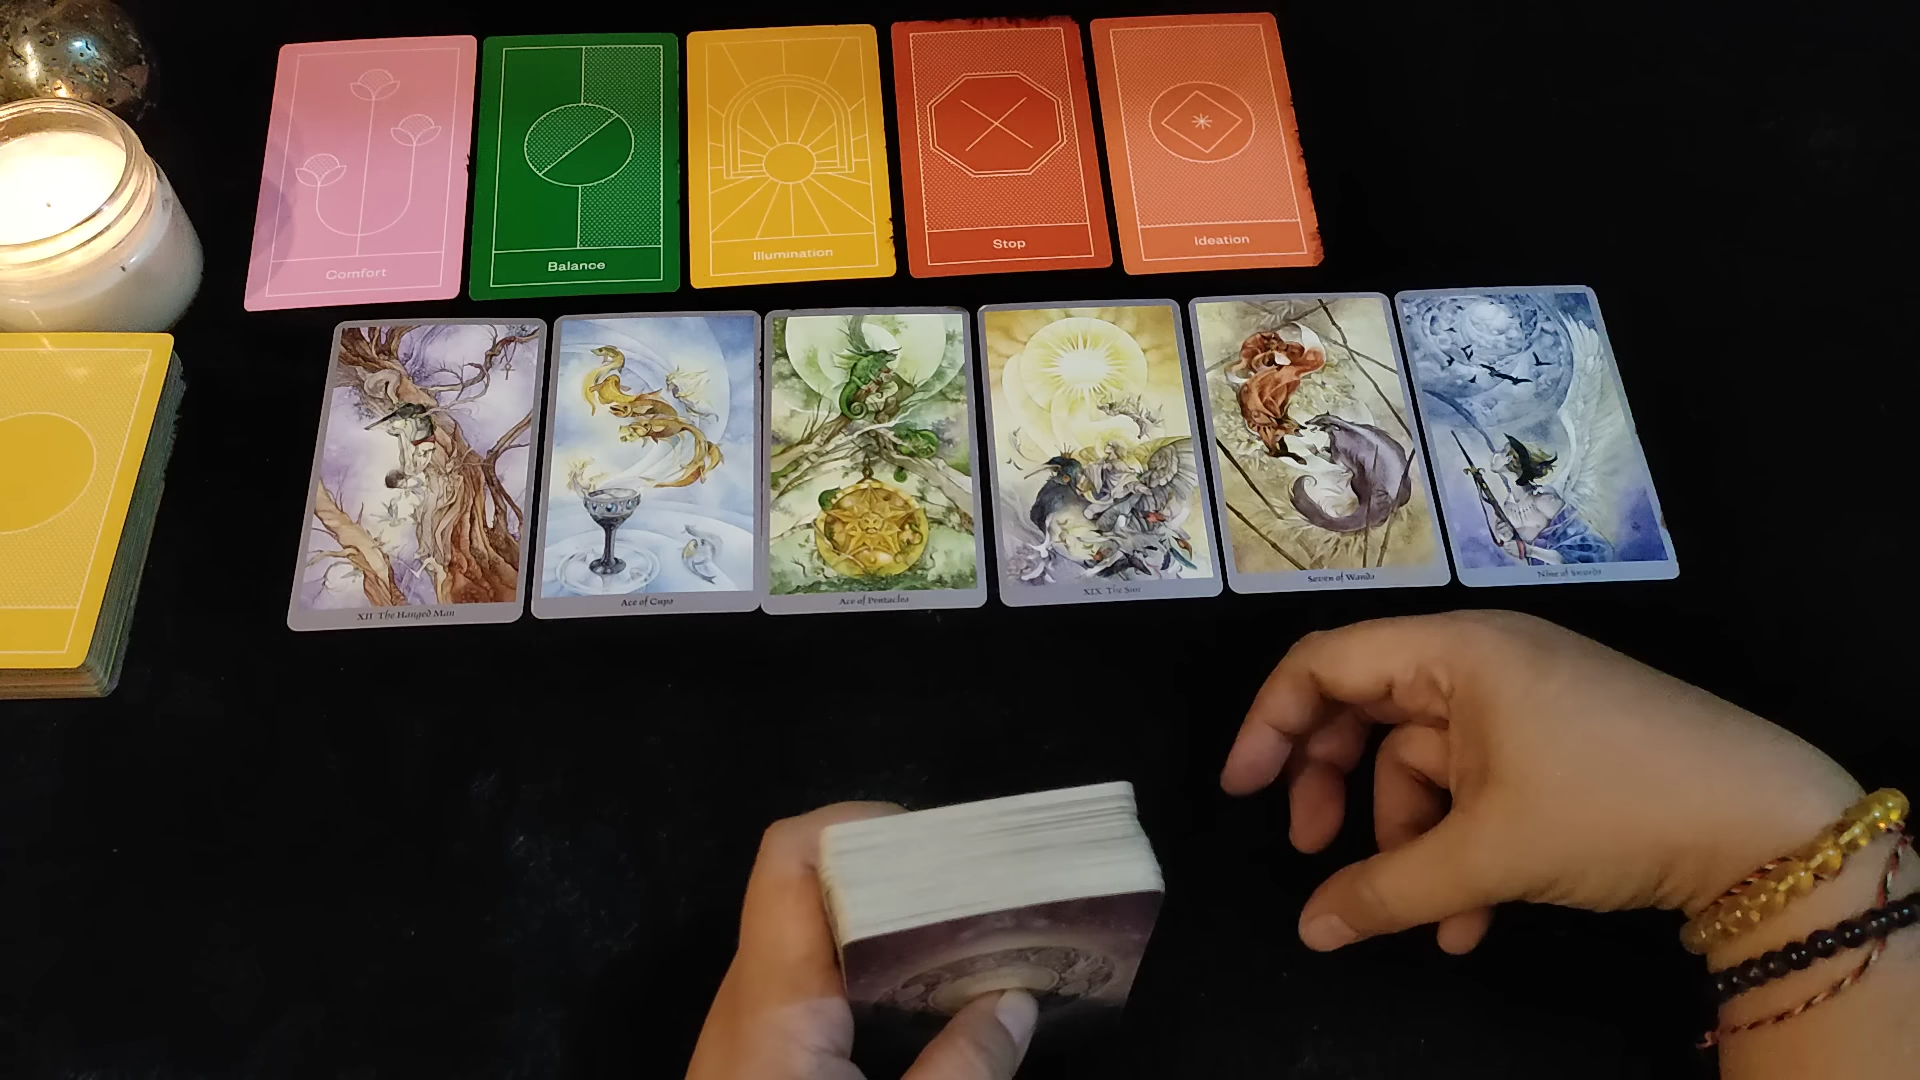 Comfort
Balance
Illumination
Stop
Ideation
XII The Hanged Man
Ace of Cups
Ace of Pentacles
XIX The Sun
Seven of Wands
Nine of Swords